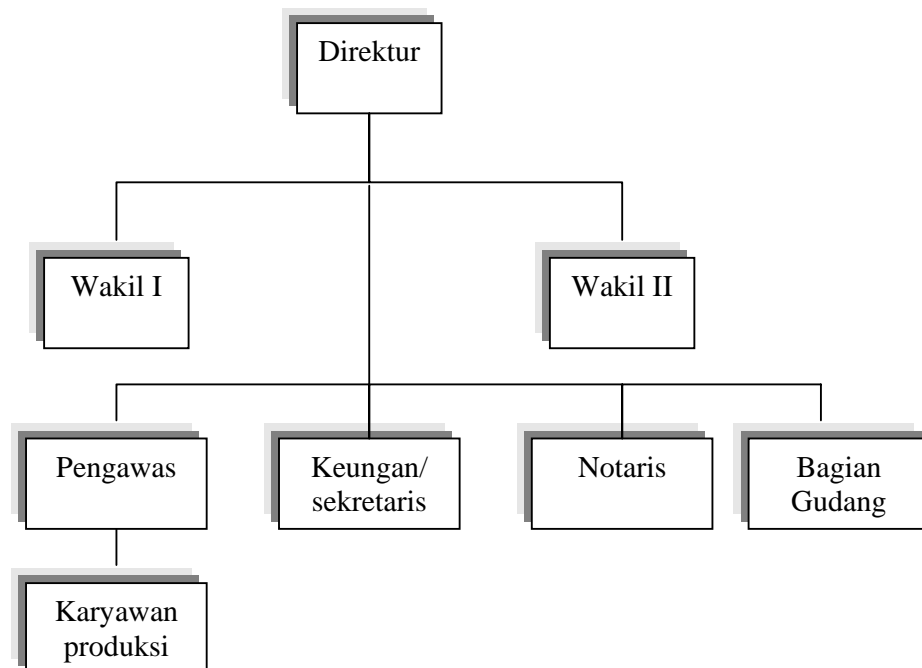 Direktur
Wakil I
Wakil II
Pengawas
Keungan/
sekretaris
Notaris
Bagian
Gudang
Karyawan
produksi